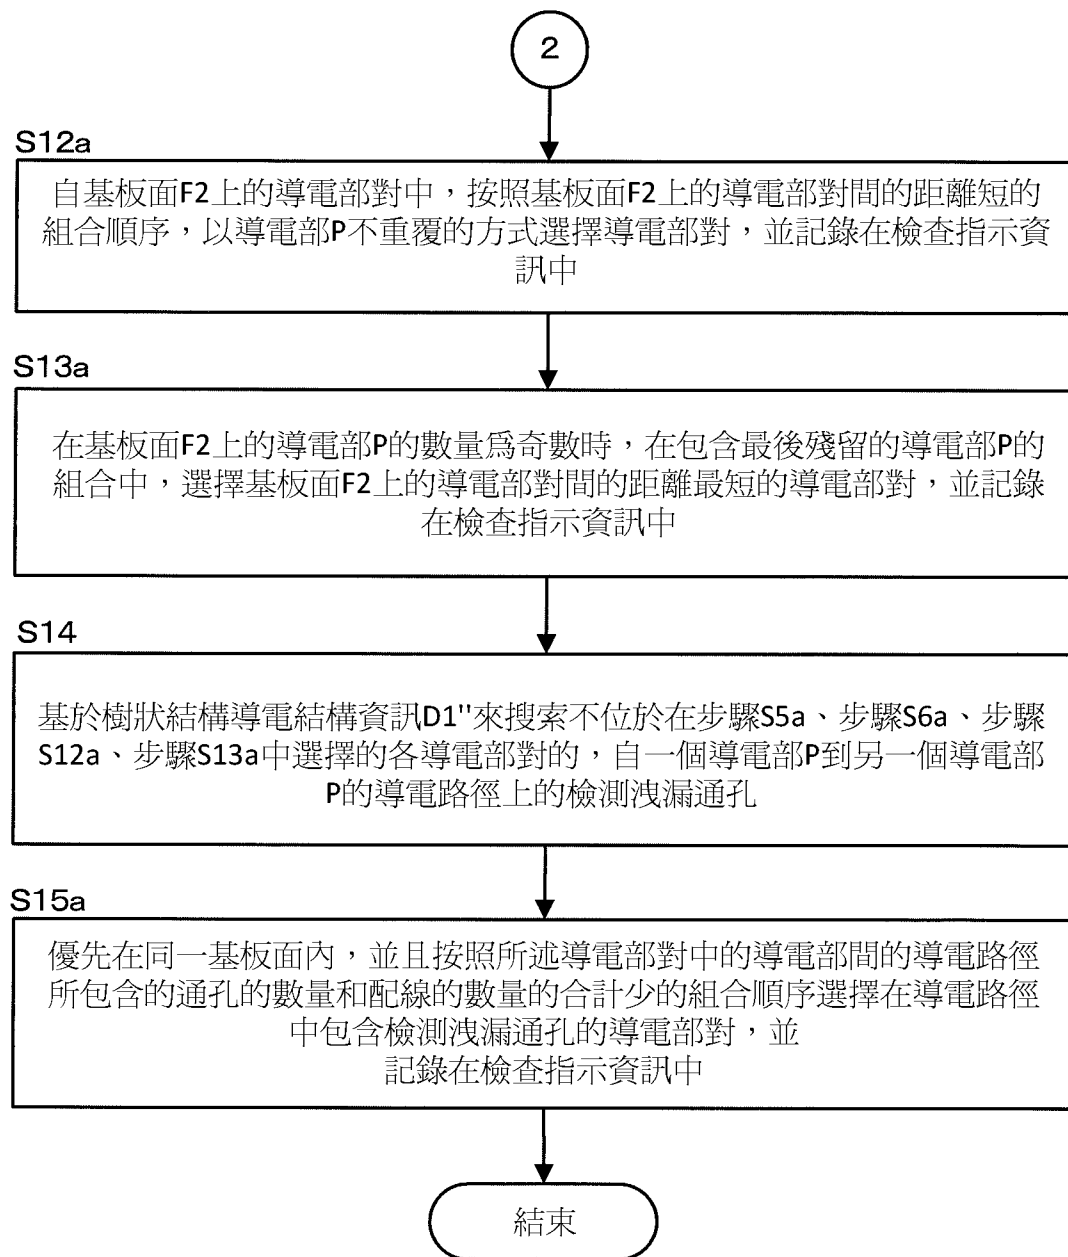 2
S12a
自基板面F2上的導電部對中，按照基板面F2上的導電部對間的距離短的
組合順序，以導電部P不重覆的方式選擇導電部對，並記錄在檢查指示資
訊中
S13a
在基板面F2上的導電部P的數量爲奇數時，在包含最後殘留的導電部P的
組合中，選擇基板面F2上的導電部對間的距離最短的導電部對，並記錄
在檢查指示資訊中
S14
基於樹狀結構導電結構資訊D1''來搜索不位於在步驟S5a、步驟S6a、步驟
S12a、步驟S13a中選擇的各導電部對的，自一個導電部P到另一個導電部
P的導電路徑上的檢測洩漏通孔
S15a
優先在同一基板面內，並且按照所述導電部對中的導電部間的導電路徑
所包含的通孔的數量和配線的數量的合計少的組合順序選擇在導電路徑
中包含檢測洩漏通孔的導電部對，並
記錄在檢查指示資訊中
結束